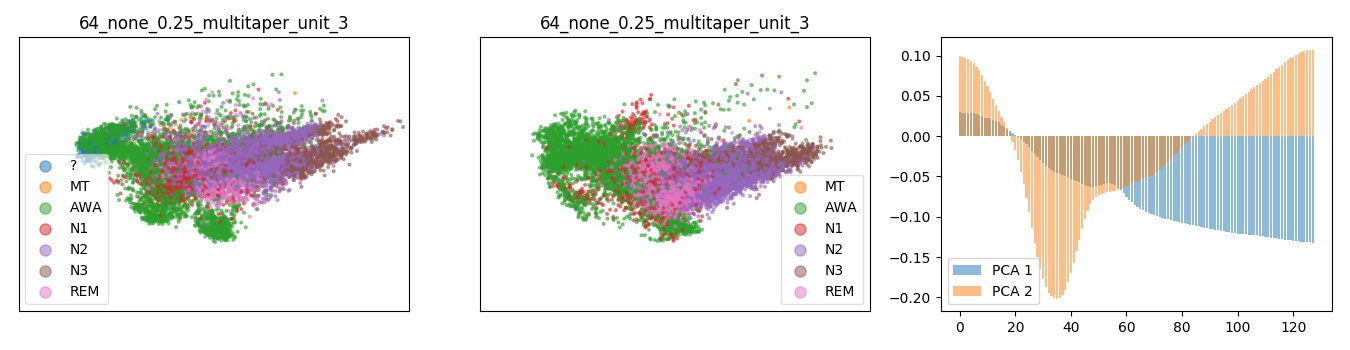 64_none_0.25_multitaper_unit_3
?
MT
AWA
N1
N2
N3
REM
64_none_0.25_multitaper_unit_3
MT
AWA
N1
N2
N3
REM
0.10
0.05
0.00
−0.05
−0.10
−0.15
−0.20
PCA 1
PCA 2
0 20 40 60 80 100 120